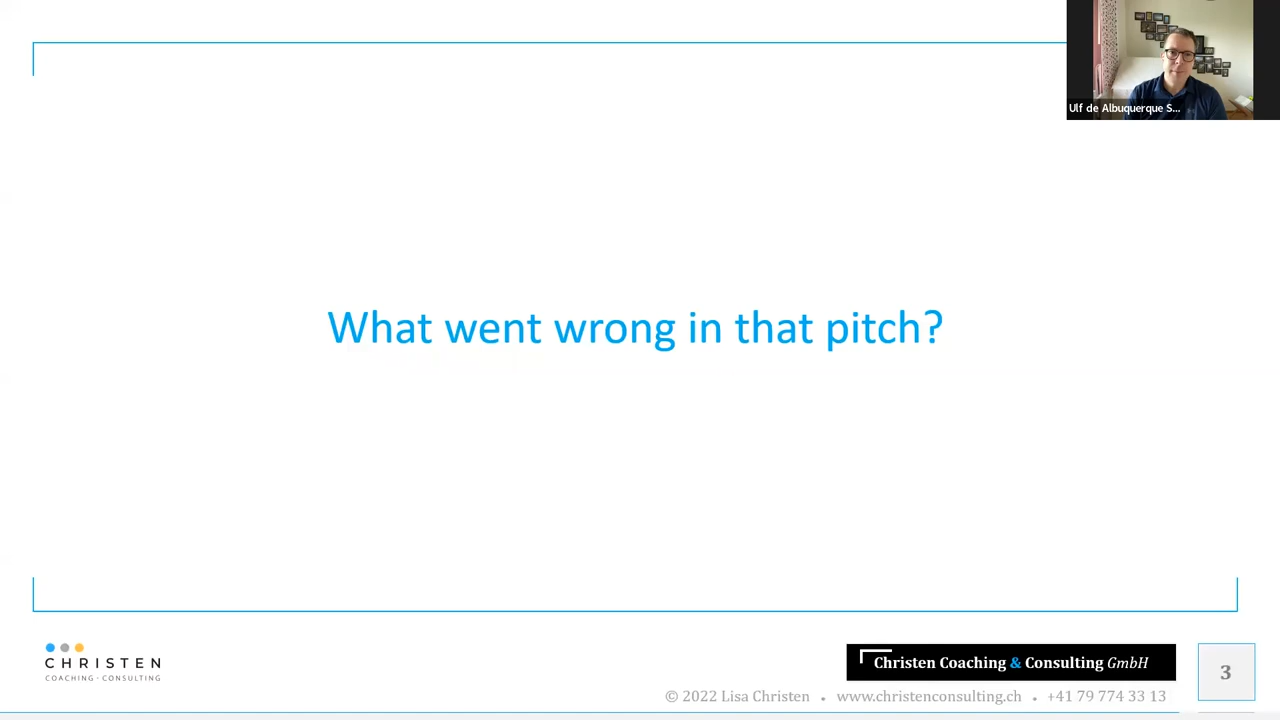 Ulf de Albuquerque S...
What went wrong in that pitch?
CHRISTEN
COACHING · CONSULTING
Christen Coaching & Consulting GmbH
3
© 2022 Lisa Christen • www.christenconsulting.ch • +41 79 774 33 13